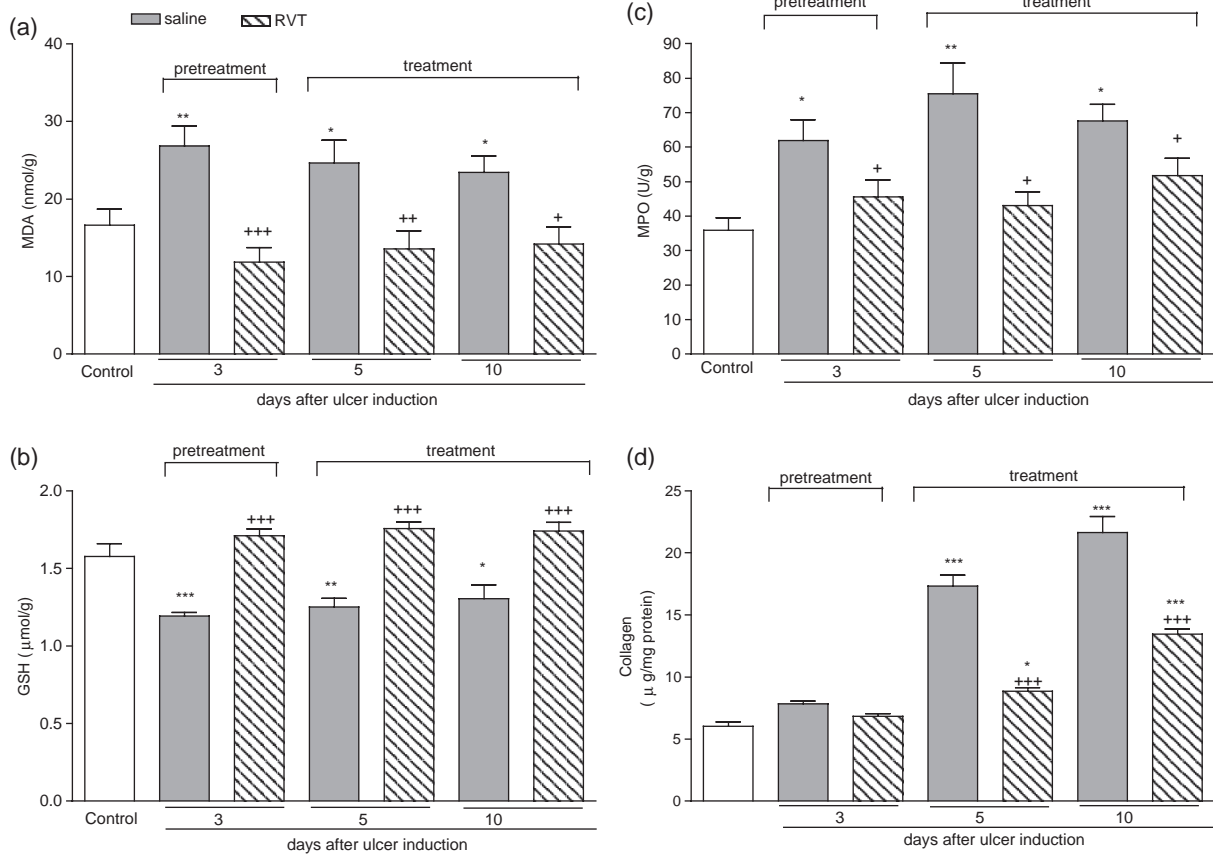 (a)
saline
RVT
pretreatment
treatment
MDA (nmol/g)
40
30
20
10
0
**
+++
*
++
*
+
Control
3
5
10
days after ulcer induction
(c)
pretreatment
treatment
MPO (U/g)
90
80
70
60
50
40
30
20
10
0
*
+
**
+
*
+
Control
3
5
10
days after ulcer induction
(b)
pretreatment
treatment
GSH ( μmol/g)
2.0
1.5
1.0
0.5
0.0
***
+++
**
+++
*
+++
Control
3
5
10
days after ulcer induction
(d)
pretreatment
treatment
Collagen
( μ g/mg protein)
25
20
15
10
5
0
***
*
+++
***
***
+++
3
5
10
days after ulcer induction